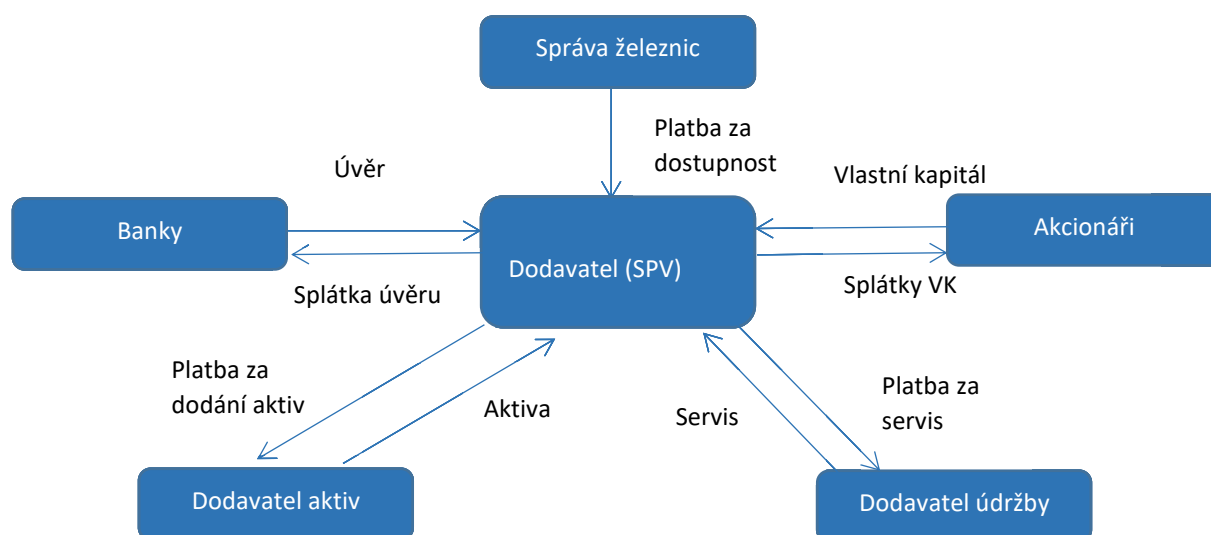 Správa železnic
Platba za
dostupnost
Úvěr
Vlastní kapitál
Banky
Akcionáři
Dodavatel (SPV)
Splátka úvěru
Splátky VK
Platba za
dodání aktiv
Aktiva
Servis
Platba za
servis
Dodavatel aktiv
Dodavatel údržby